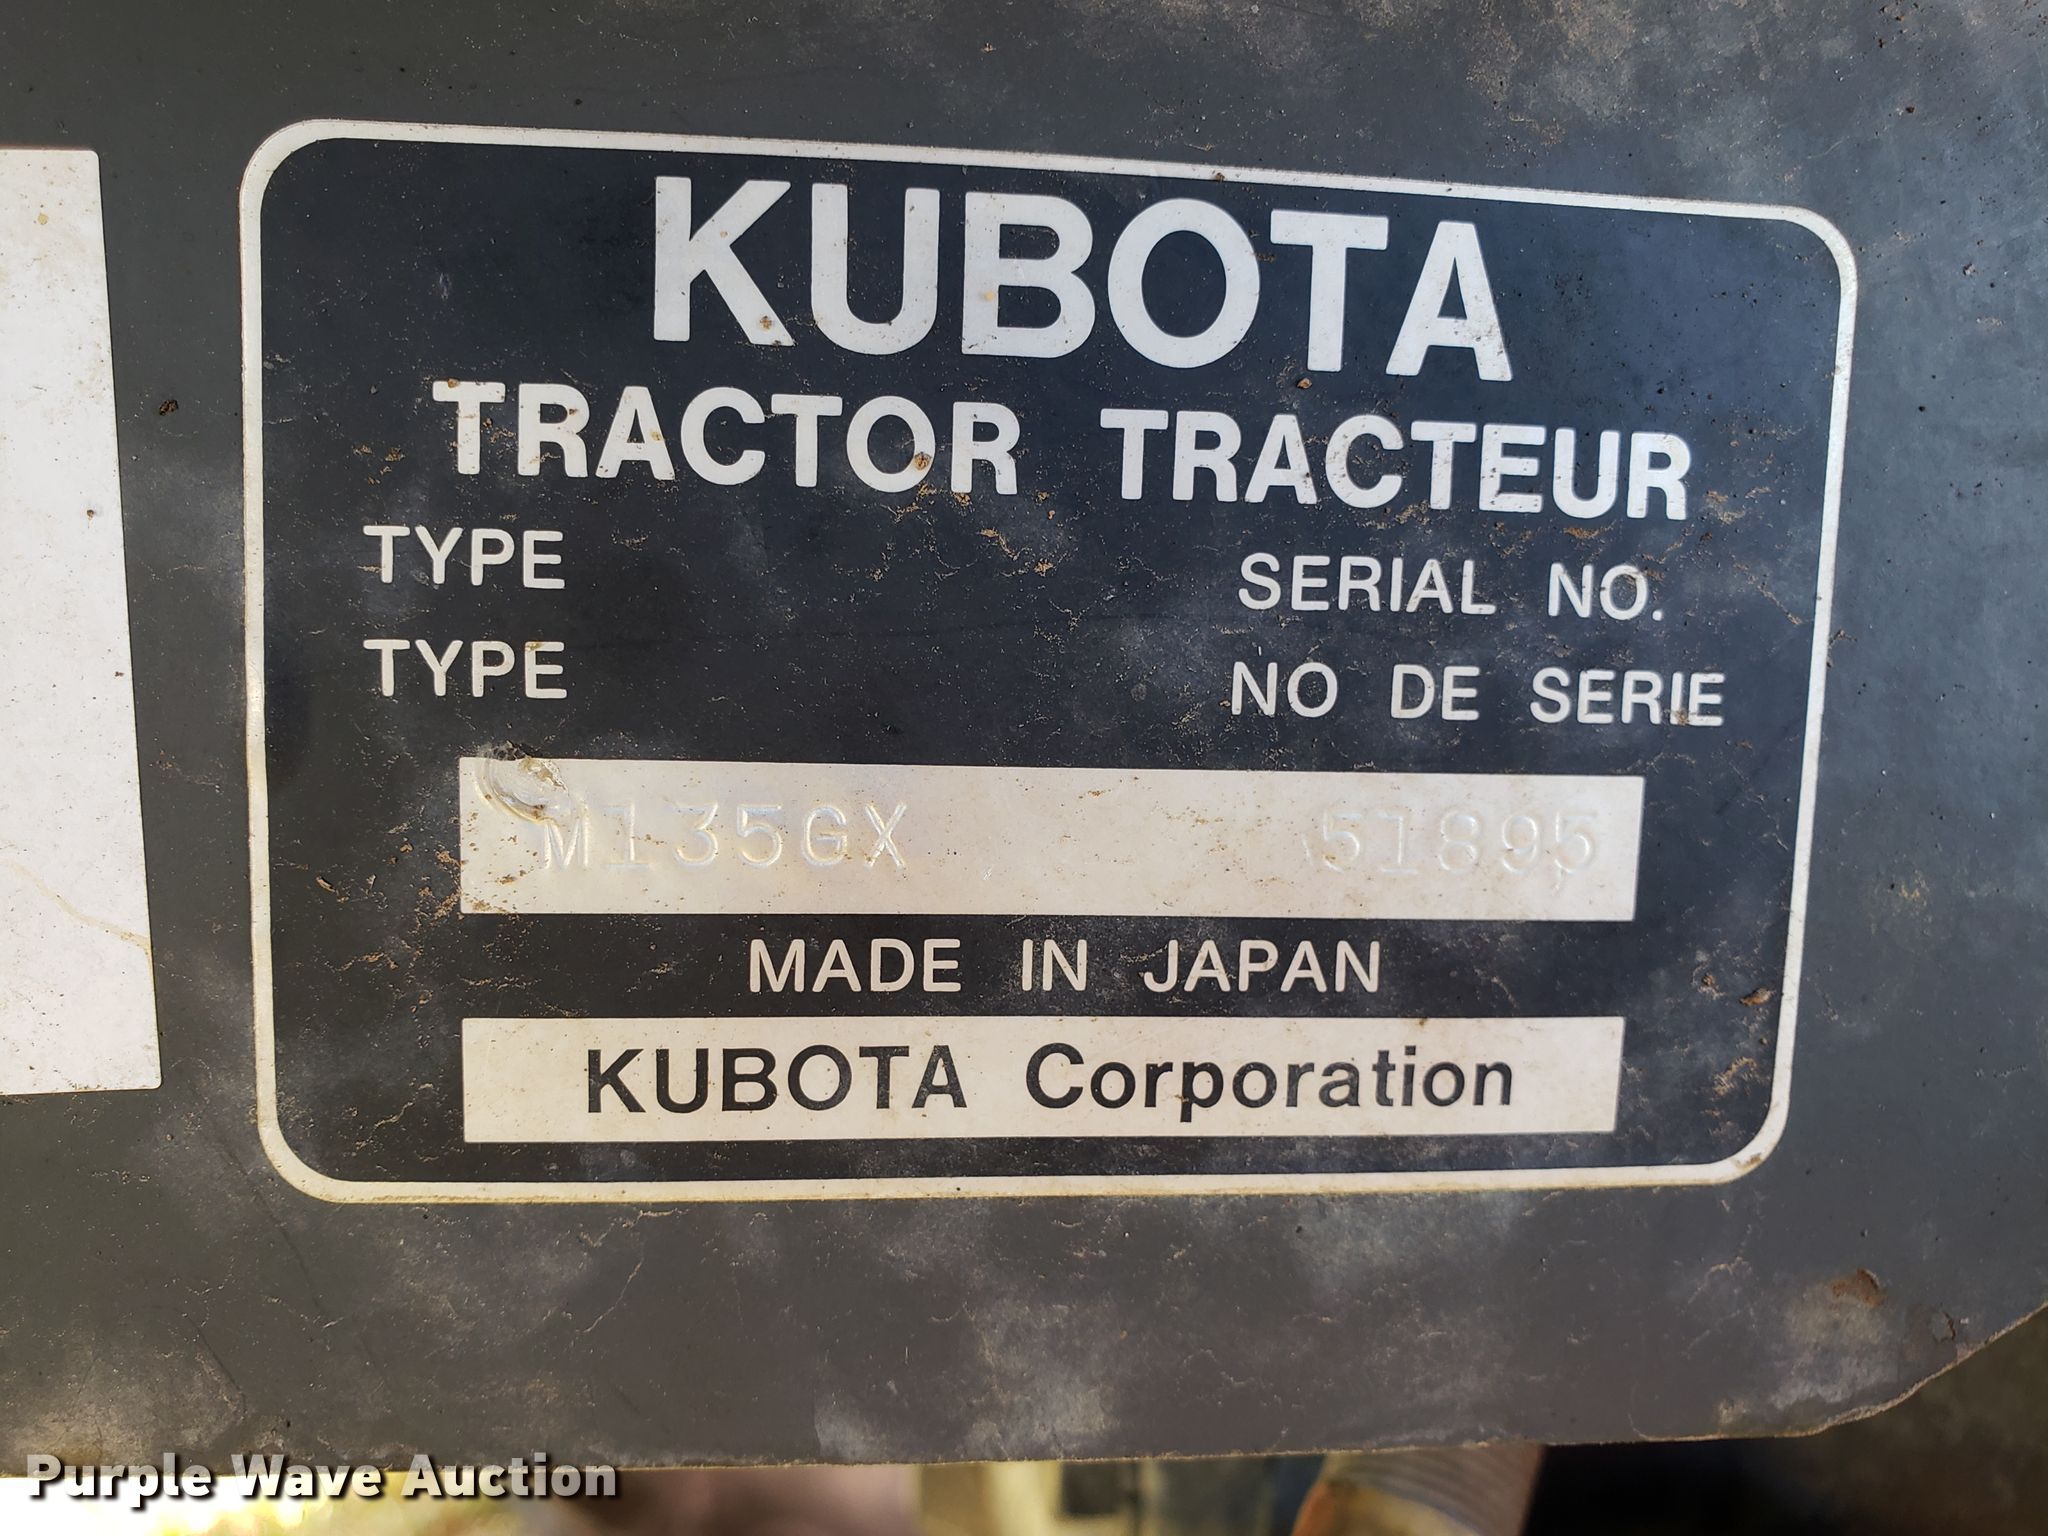 KUBOTA
TRACTOR TRACTEUR
TYPE SERIAL NO.
TYPE NO DE SERIE
M135GX 51895
MADE IN JAPAN
KUBOTA Corporation
Purple Wave Auction